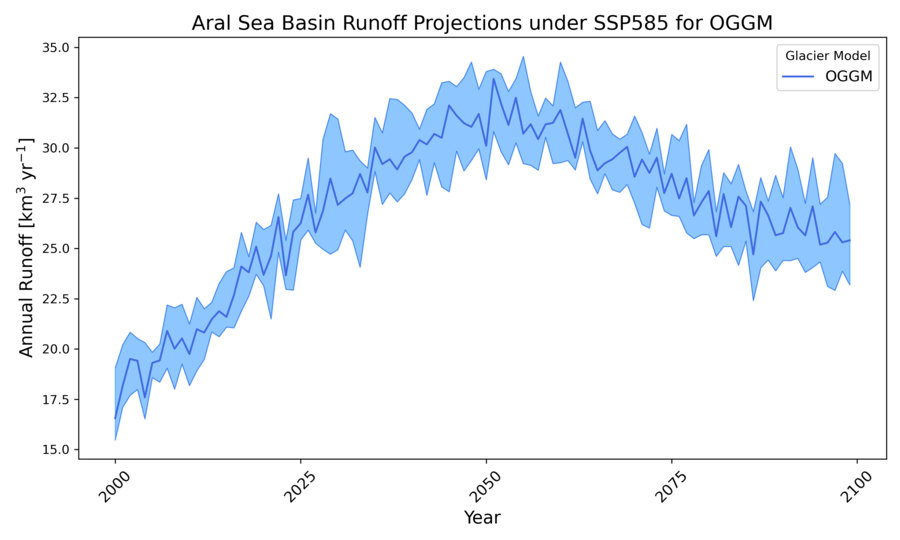 Aral Sea Basin Runoff Projections under SSP585 for OGGM
Glacier Model
OGGM
Annual Runoff [km³ yr⁻¹]
35.0
32.5
30.0
27.5
25.0
22.5
20.0
17.5
15.0
2000
2025
2050
2075
2100
Year